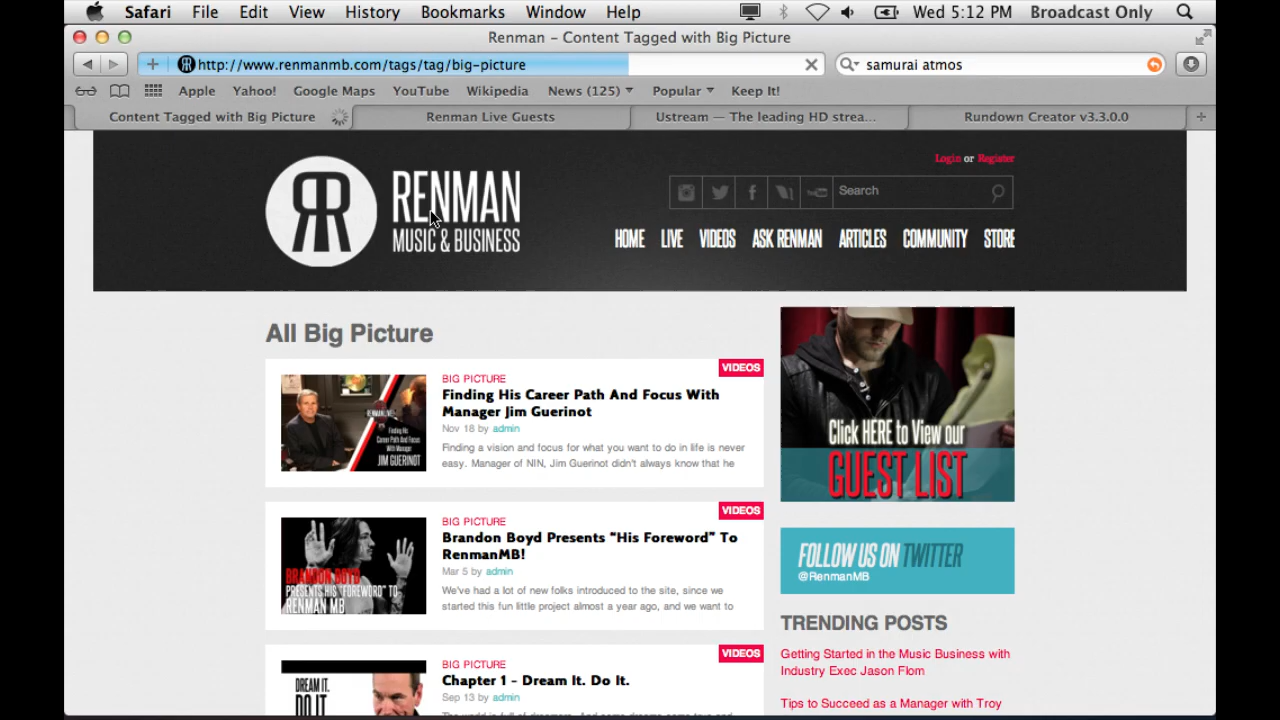 Safari File Edit View History Bookmarks Window Help Wed 5:12 PM Broadcast Only
Renman – Content Tagged with Big Picture
http://www.renmanmb.com/tags/tag/big-picture
samurai atmos
Apple Yahoo! Google Maps YouTube Wikipedia News (125) Popular Keep It!
Content Tagged with Big Picture
Renman Live Guests
Ustream — The leading HD strea...
Rundown Creator v3.3.0.0
Login or Register
RENMAN
MUSIC & BUSINESS
Search
HOME LIVE VIDEOS ASK RENMAN ARTICLES COMMUNITY STORE
All Big Picture
VIDEOS
BIG PICTURE
Finding His Career Path And Focus With
Manager Jim Guerinot
Nov 18 by admin
Finding a vision and focus for what you want to do in life is never
easy. Manager of NIN, Jim Guerinot didn't always know that he
RENMANLIVE
Finding His
Career Path And Focus
With Manager
JIM GUERINOT
VIDEOS
BIG PICTURE
Brandon Boyd Presents "His Foreword" To
RenmanMB!
Mar 5 by admin
We've had a lot of new folks introduced to the site, since we
started this fun little project almost a year ago, and we want to
BRANDON BOYD
PRESENTS HIS "FOREWORD" TO
RENMAN MB
VIDEOS
BIG PICTURE
Chapter 1 – Dream It. Do It.
Sep 13 by admin
DREAM IT.
DO IT
Click HERE to View our
GUEST LIST
FOLLOW US ON TWITTER
@RenmanMB
TRENDING POSTS
Getting Started in the Music Business with
Industry Exec Jason Flom
Tips to Succeed as a Manager with Troy